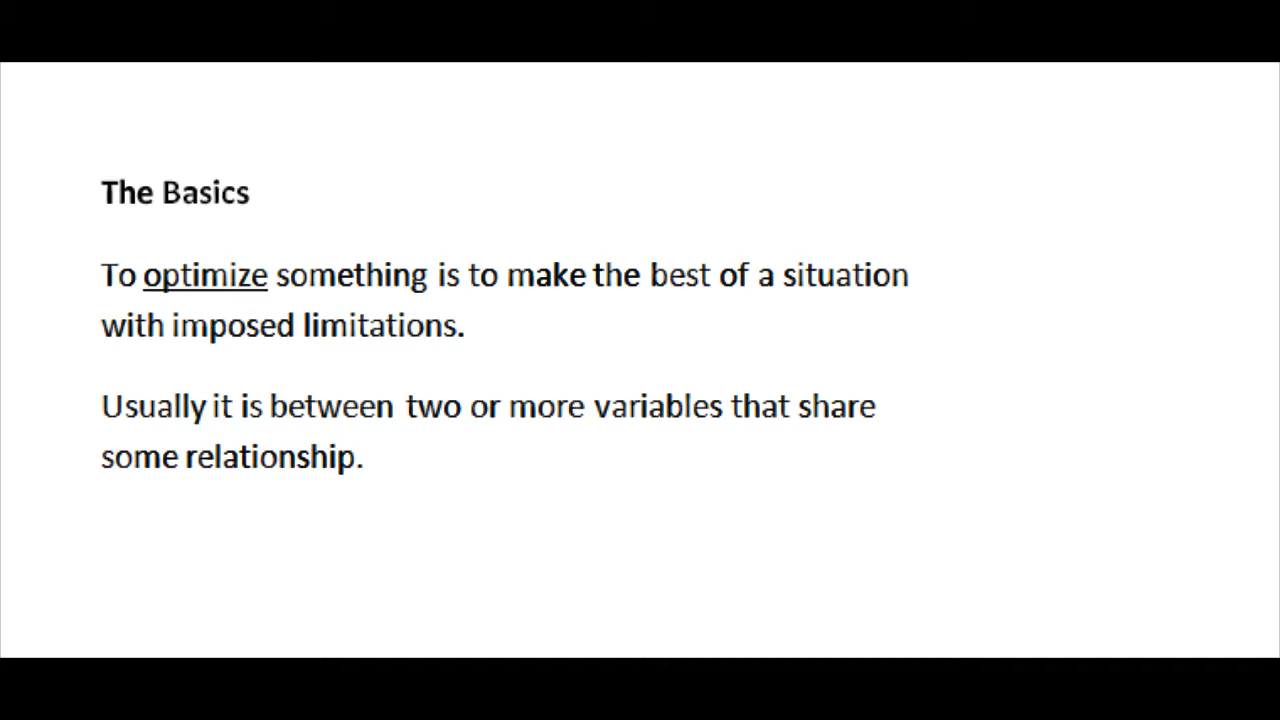 The Basics
To optimize something is to make the best of a situation
with imposed limitations.
Usually it is between two or more variables that share
some relationship.